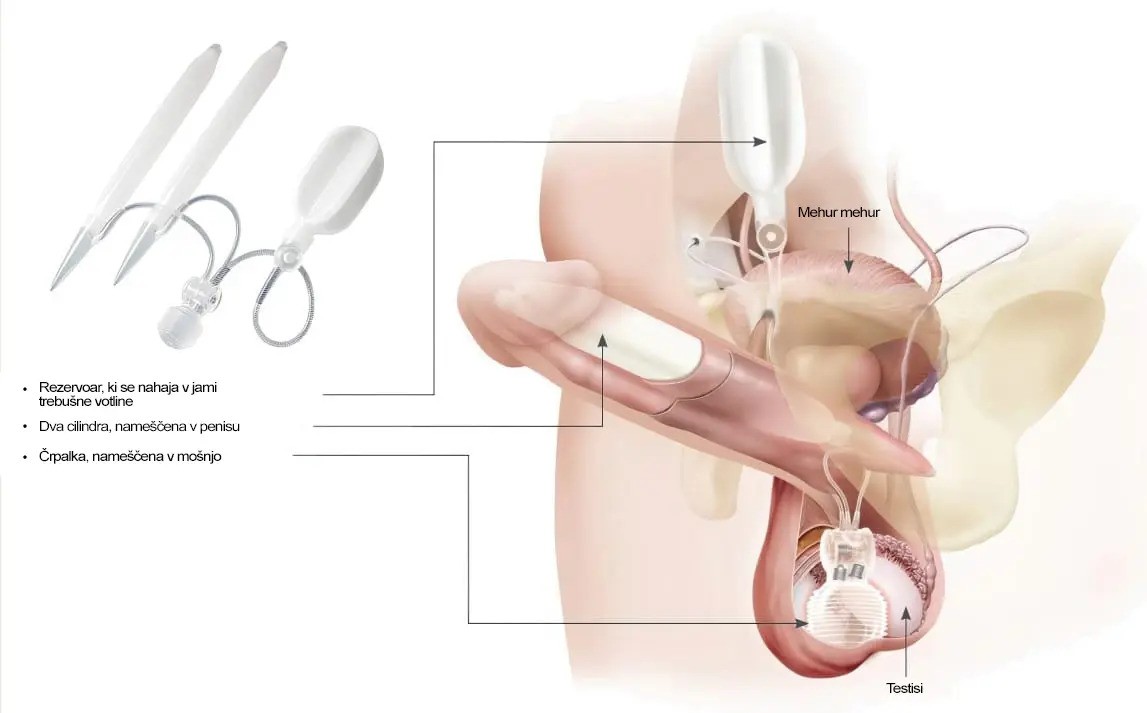 Mehur mehur
• Rezervoar, ki se nahaja v jami
trebušne votline
• Dva cilindra, nameščena v penisu
• Črpalka, nameščena v mošnjo
Testisi